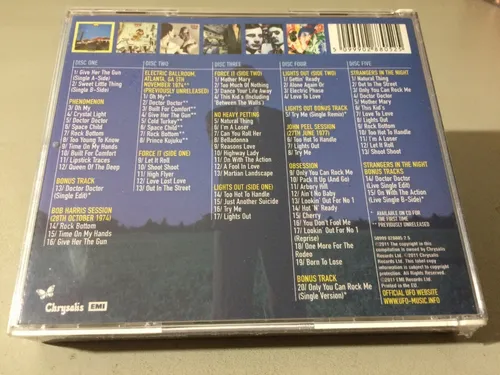 DISC ONE
1/ Give Her The Gun
(Single A-Side)
2/ Sweet Little Thing
(Single B-Side)
PHENOMENON
3/ Oh My
4/ Crystal Light
5/ Doctor Doctor
6/ Space Child
7/ Rock Bottom
8/ Too Young To Know
9/ Time On My Hands
10/ Built For Comfort
11/ Lipstick Traces
12/ Queen Of The Deep
BONUS TRACK
13/ Doctor Doctor
(Single Edit)*
BOB HARRIS SESSION
(28TH OCTOBER 1974)
14/ Rock Bottom
15/ Time On My Hands
16/ Give Her The Gun
DISC TWO
ELECTRIC BALLROOM,
ATLANTA, GA 5TH
NOVEMBER 1974**
(PREVIOUSLY UNRELEASED)
1/ Oh My**
2/ Doctor Doctor**
3/ Built For Comfort**
4/ Give Her The Gun**
5/ Cold Turkey**
6/ Space Child**
7/ Rock Bottom**
8/ Prince Kajuku**
FORCE IT (SIDE ONE)
9/ Let It Roll
10/ Shoot Shoot
11/ High Flyer
12/ Love Lost Love
13/ Out In The Street
DISC THREE
FORCE IT (SIDE TWO)
1/ Mother Mary
2/ Too Much Of Nothing
3/ Dance Your Life Away
4/ This Kid's (Including
'Between The Walls')
NO HEAVY PETTING
5/ Natural Thing
6/ I'm A Loser
7/ Can You Roll Her
8/ Belladonna
9/ Reasons Love
10/ Highway Lady
11/ On With The Action
12/ A Fool In Love
13/ Martian Landscape
LIGHTS OUT (SIDE ONE)
14/ Too Hot To Handle
15/ Just Another Suicide
16/ Try Me
17/ Lights Out
DISC FOUR
LIGHTS OUT (SIDE TWO)
1/ Gettin' Ready
2/ Alone Again Or
3/ Electric Phase
4/ Love To Love
LIGHTS OUT BONUS TRACK
5/ Try Me (Single Remix)*
JOHN PEEL SESSION
(27TH JUNE 1977)
6/ Too Hot To Handle
7/ Lights Out
8/ Try Me
OBSESSION
9/ Only You Can Rock Me
10/ Pack It Up (And Go)
11/ Arbory Hill
12/ Ain't No Baby
13/ Lookin' Out For No 1
14/ Hot 'N' Ready
15/ Cherry
16/ You Don't Fool Me
17/ Lookin' Out For No 1
(Reprise)
18/ One More For The
Rodeo
19/ Born To Lose
BONUS TRACK
20/ Only You Can Rock Me
(Single Version)*
DISC FIVE
STRANGERS IN THE NIGHT
1/ Natural Thing
2/ Out In The Street
3/ Only You Can Rock Me
4/ Doctor Doctor
5/ Mother Mary
6/ This Kid's
7/ Love To Love
8/ Lights Out
9/ Rock Bottom
10/ Too Hot To Handle
11/ I'm A Loser
12/ Let It Roll
13/ Shoot Shoot
STRANGERS IN THE NIGHT
BONUS TRACKS
14/ Doctor Doctor
(Live Single Edit)
15/ On With The Action
(Live Single B-Side)*
* AVAILABLE ON CD FOR
THE FIRST TIME
** PREVIOUSLY UNRELEASED
OFFICIAL UFO WEBSITE:
WWW.UFO-MUSIC.INFO
Chrysalis
EMI